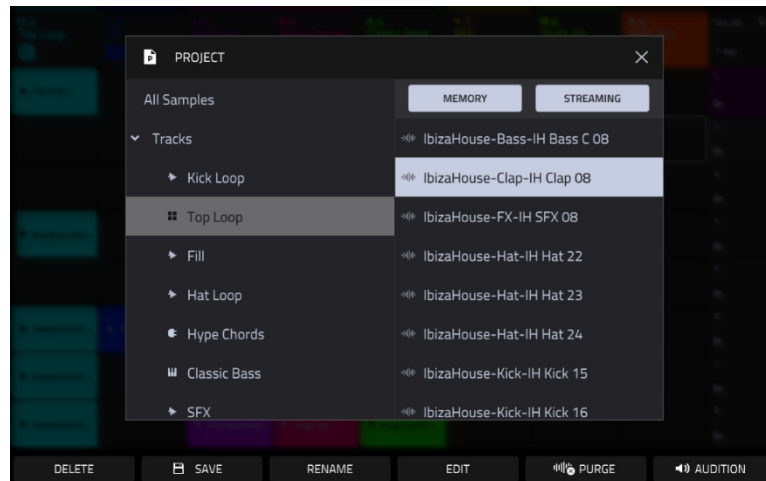 PROJECT
All Samples
MEMORY
STREAMING
Tracks
IbizaHouse-Bass-IH Bass C 08
Kick Loop
IbizaHouse-Clap-IH Clap 08
Top Loop
IbizaHouse-FX-IH SFX 08
Fill
IbizaHouse-Hat-IH Hat 22
Hat Loop
IbizaHouse-Hat-IH Hat 23
Hype Chords
IbizaHouse-Hat-IH Hat 24
Classic Bass
IbizaHouse-Kick-IH Kick 15
SFX
IbizaHouse-Kick-IH Kick 16
DELETE
SAVE
RENAME
EDIT
PURGE
AUDITION